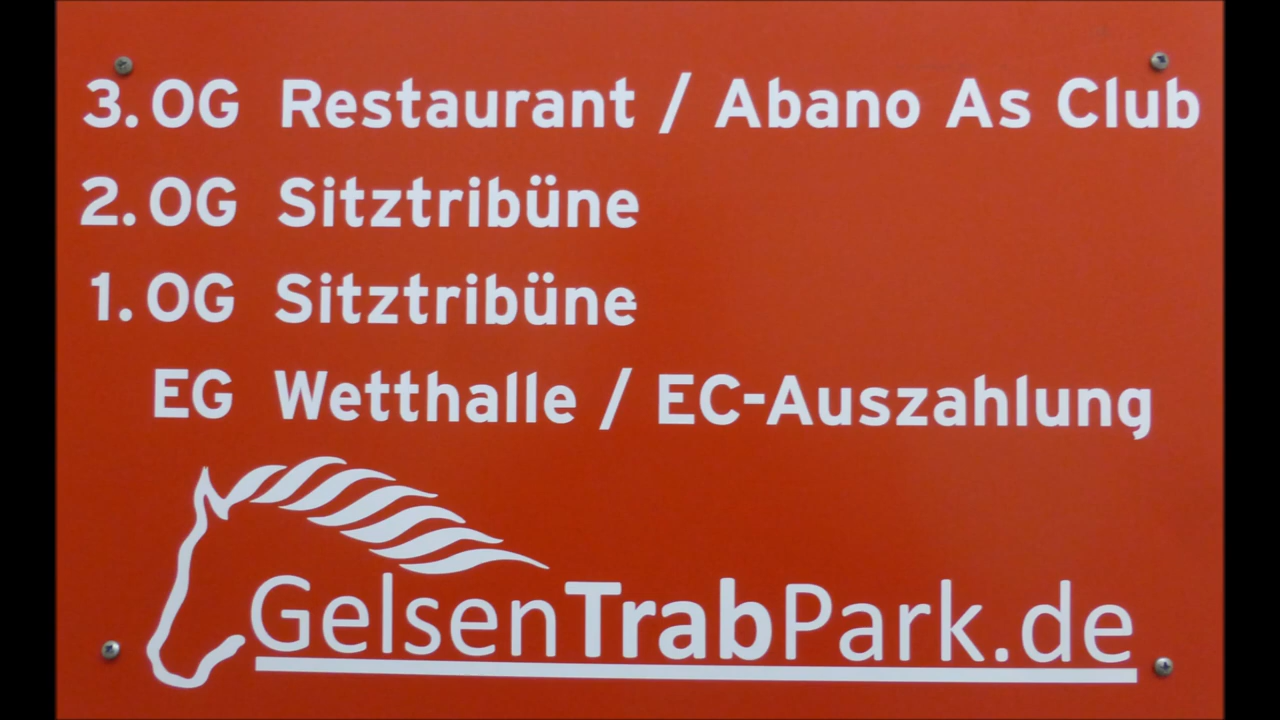 3. OG Restaurant / Abano As Club
2. OG Sitztribüne
1. OG Sitztribüne
EG Wetthalle / EC-Auszahlung
GelsenTrabPark.de